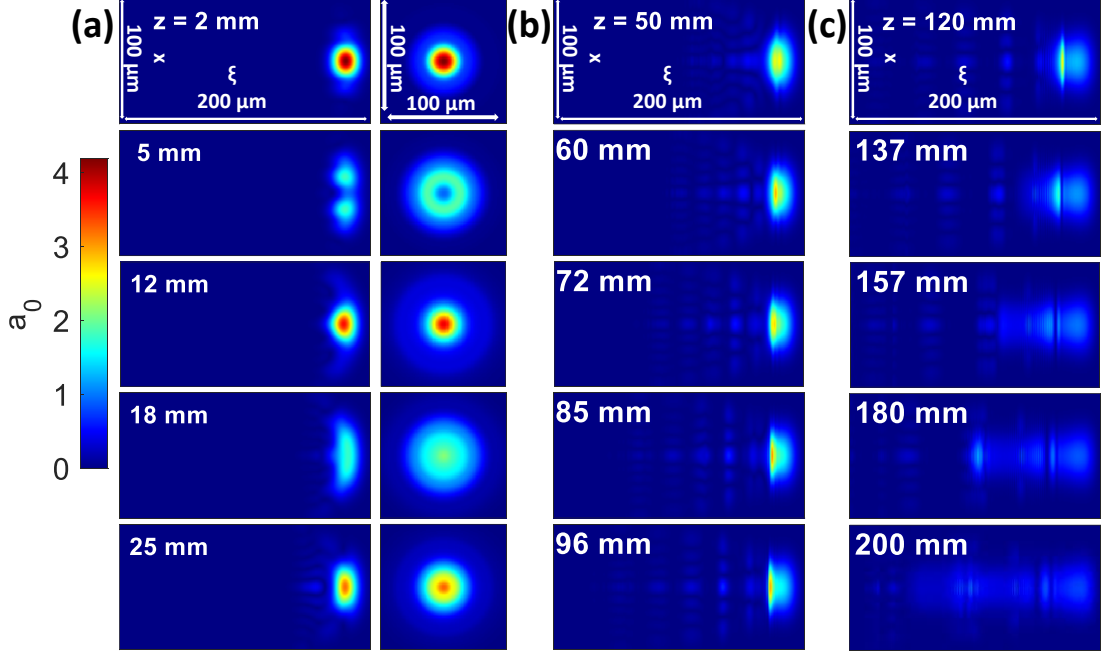 (a)
z = 2 mm
100 µm
x
ξ
200 µm
100 µm
100 µm
5 mm
12 mm
18 mm
25 mm
4
3
2
1
0
a0
(b)
z = 50 mm
100 µm
x
ξ
200 µm
60 mm
72 mm
85 mm
96 mm
(c)
z = 120 mm
100 µm
x
ξ
200 µm
137 mm
157 mm
180 mm
200 mm